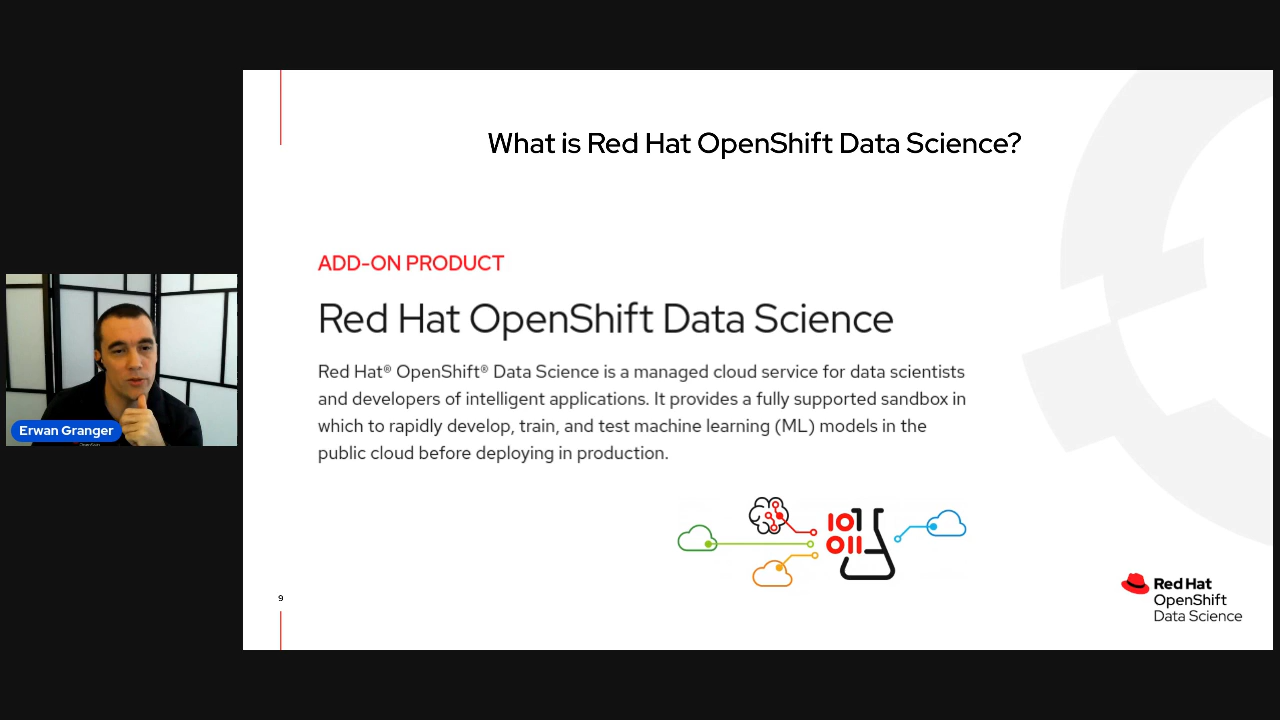 What is Red Hat OpenShift Data Science?
ADD-ON PRODUCT
Red Hat OpenShift Data Science
Red Hat® OpenShift® Data Science is a managed cloud service for data scientists
and developers of intelligent applications. It provides a fully supported sandbox in
which to rapidly develop, train, and test machine learning (ML) models in the
public cloud before deploying in production.
101
011
9
Red Hat
OpenShift
Data Science
Erwan Granger